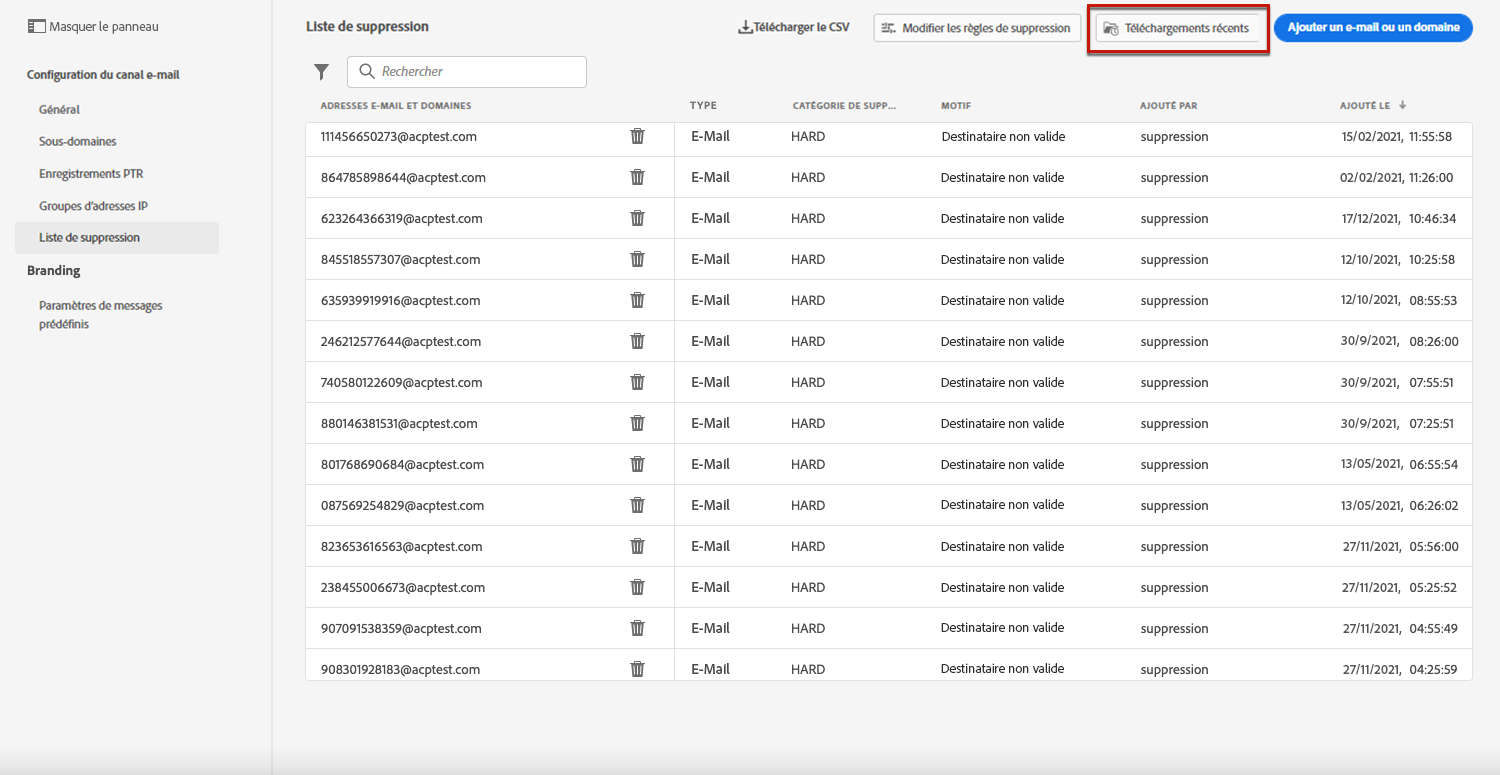 Masquer le panneau
Configuration du canal e-mail
Général
Sous-domaines
Enregistrements PTR
Groupes d'adresses IP
Liste de suppression
Branding
Paramètres de messages
prédéfinis
Liste de suppression
Télécharger le CSV
Modifier les règles de suppression
Téléchargements récents
Ajouter un e-mail ou un domaine
Rechercher
ADRESSES E-MAIL ET DOMAINES TYPE CATÉGORIE DE SUPP... MOTIF AJOUTÉ PAR AJOUTÉ LE
111456650273@acptest.com E-Mail HARD Destinataire non valide suppression 15/02/2021, 11:55:58
864785898644@acptest.com E-Mail HARD Destinataire non valide suppression 02/02/2021, 11:26:00
623264366319@acptest.com E-Mail HARD Destinataire non valide suppression 17/12/2021, 10:46:34
845518557307@acptest.com E-Mail HARD Destinataire non valide suppression 12/10/2021, 10:25:58
635939919916@acptest.com E-Mail HARD Destinataire non valide suppression 12/10/2021, 08:55:53
246212577644@acptest.com E-Mail HARD Destinataire non valide suppression 30/9/2021, 08:26:00
740580122609@acptest.com E-Mail HARD Destinataire non valide suppression 30/9/2021, 07:55:51
880146381531@acptest.com E-Mail HARD Destinataire non valide suppression 30/9/2021, 07:25:51
801768690684@acptest.com E-Mail HARD Destinataire non valide suppression 13/05/2021, 06:55:54
087569254829@acptest.com E-Mail HARD Destinataire non valide suppression 13/05/2021, 06:26:02
823653616563@acptest.com E-Mail HARD Destinataire non valide suppression 27/11/2021, 05:56:00
238455006673@acptest.com E-Mail HARD Destinataire non valide suppression 27/11/2021, 05:25:52
907091538359@acptest.com E-Mail HARD Destinataire non valide suppression 27/11/2021, 04:55:49
908301928183@acptest.com E-Mail HARD Destinataire non valide suppression 27/11/2021, 04:25:59